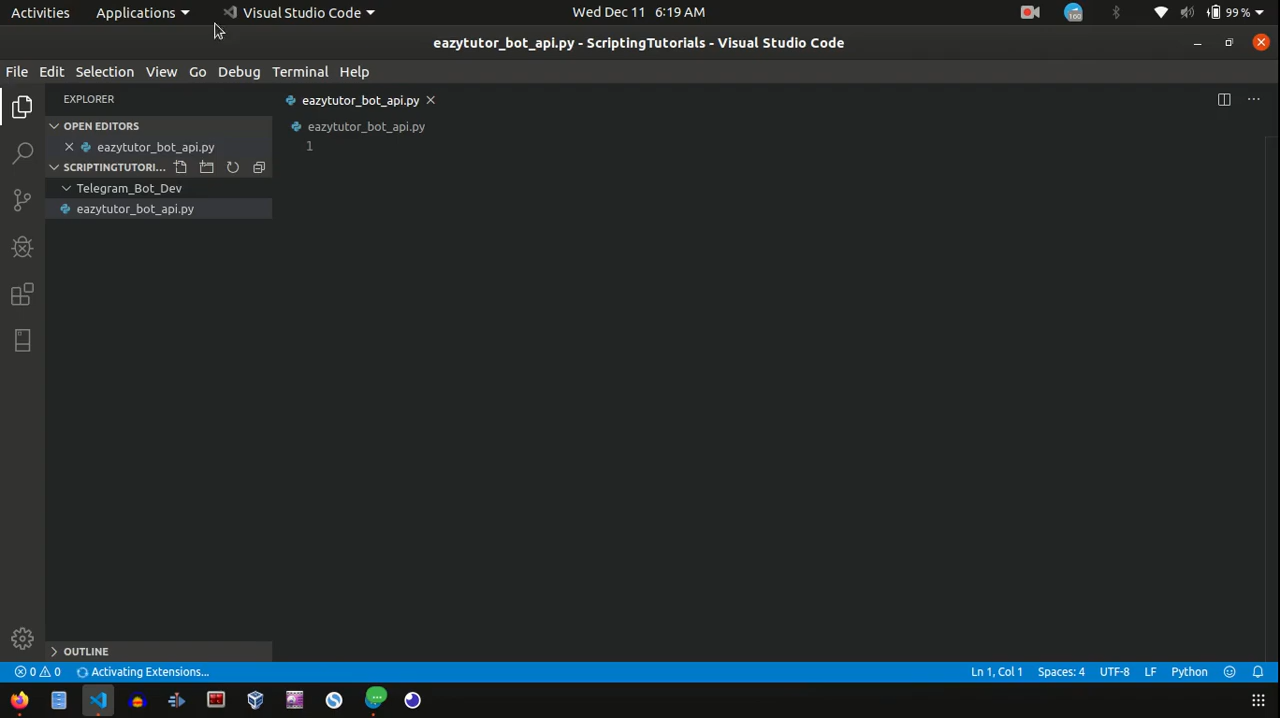 Activities Applications Visual Studio Code Wed Dec 11 6:19 AM 99 %
eazytutor_bot_api.py - ScriptingTutorials - Visual Studio Code
File Edit Selection View Go Debug Terminal Help
EXPLORER
eazytutor_bot_api.py
OPEN EDITORS
eazytutor_bot_api.py
eazytutor_bot_api.py
1
SCRIPTINGTUTORI...
Telegram_Bot_Dev
eazytutor_bot_api.py
OUTLINE
0 0 Activating Extensions... Ln 1, Col 1 Spaces: 4 UTF-8 LF Python